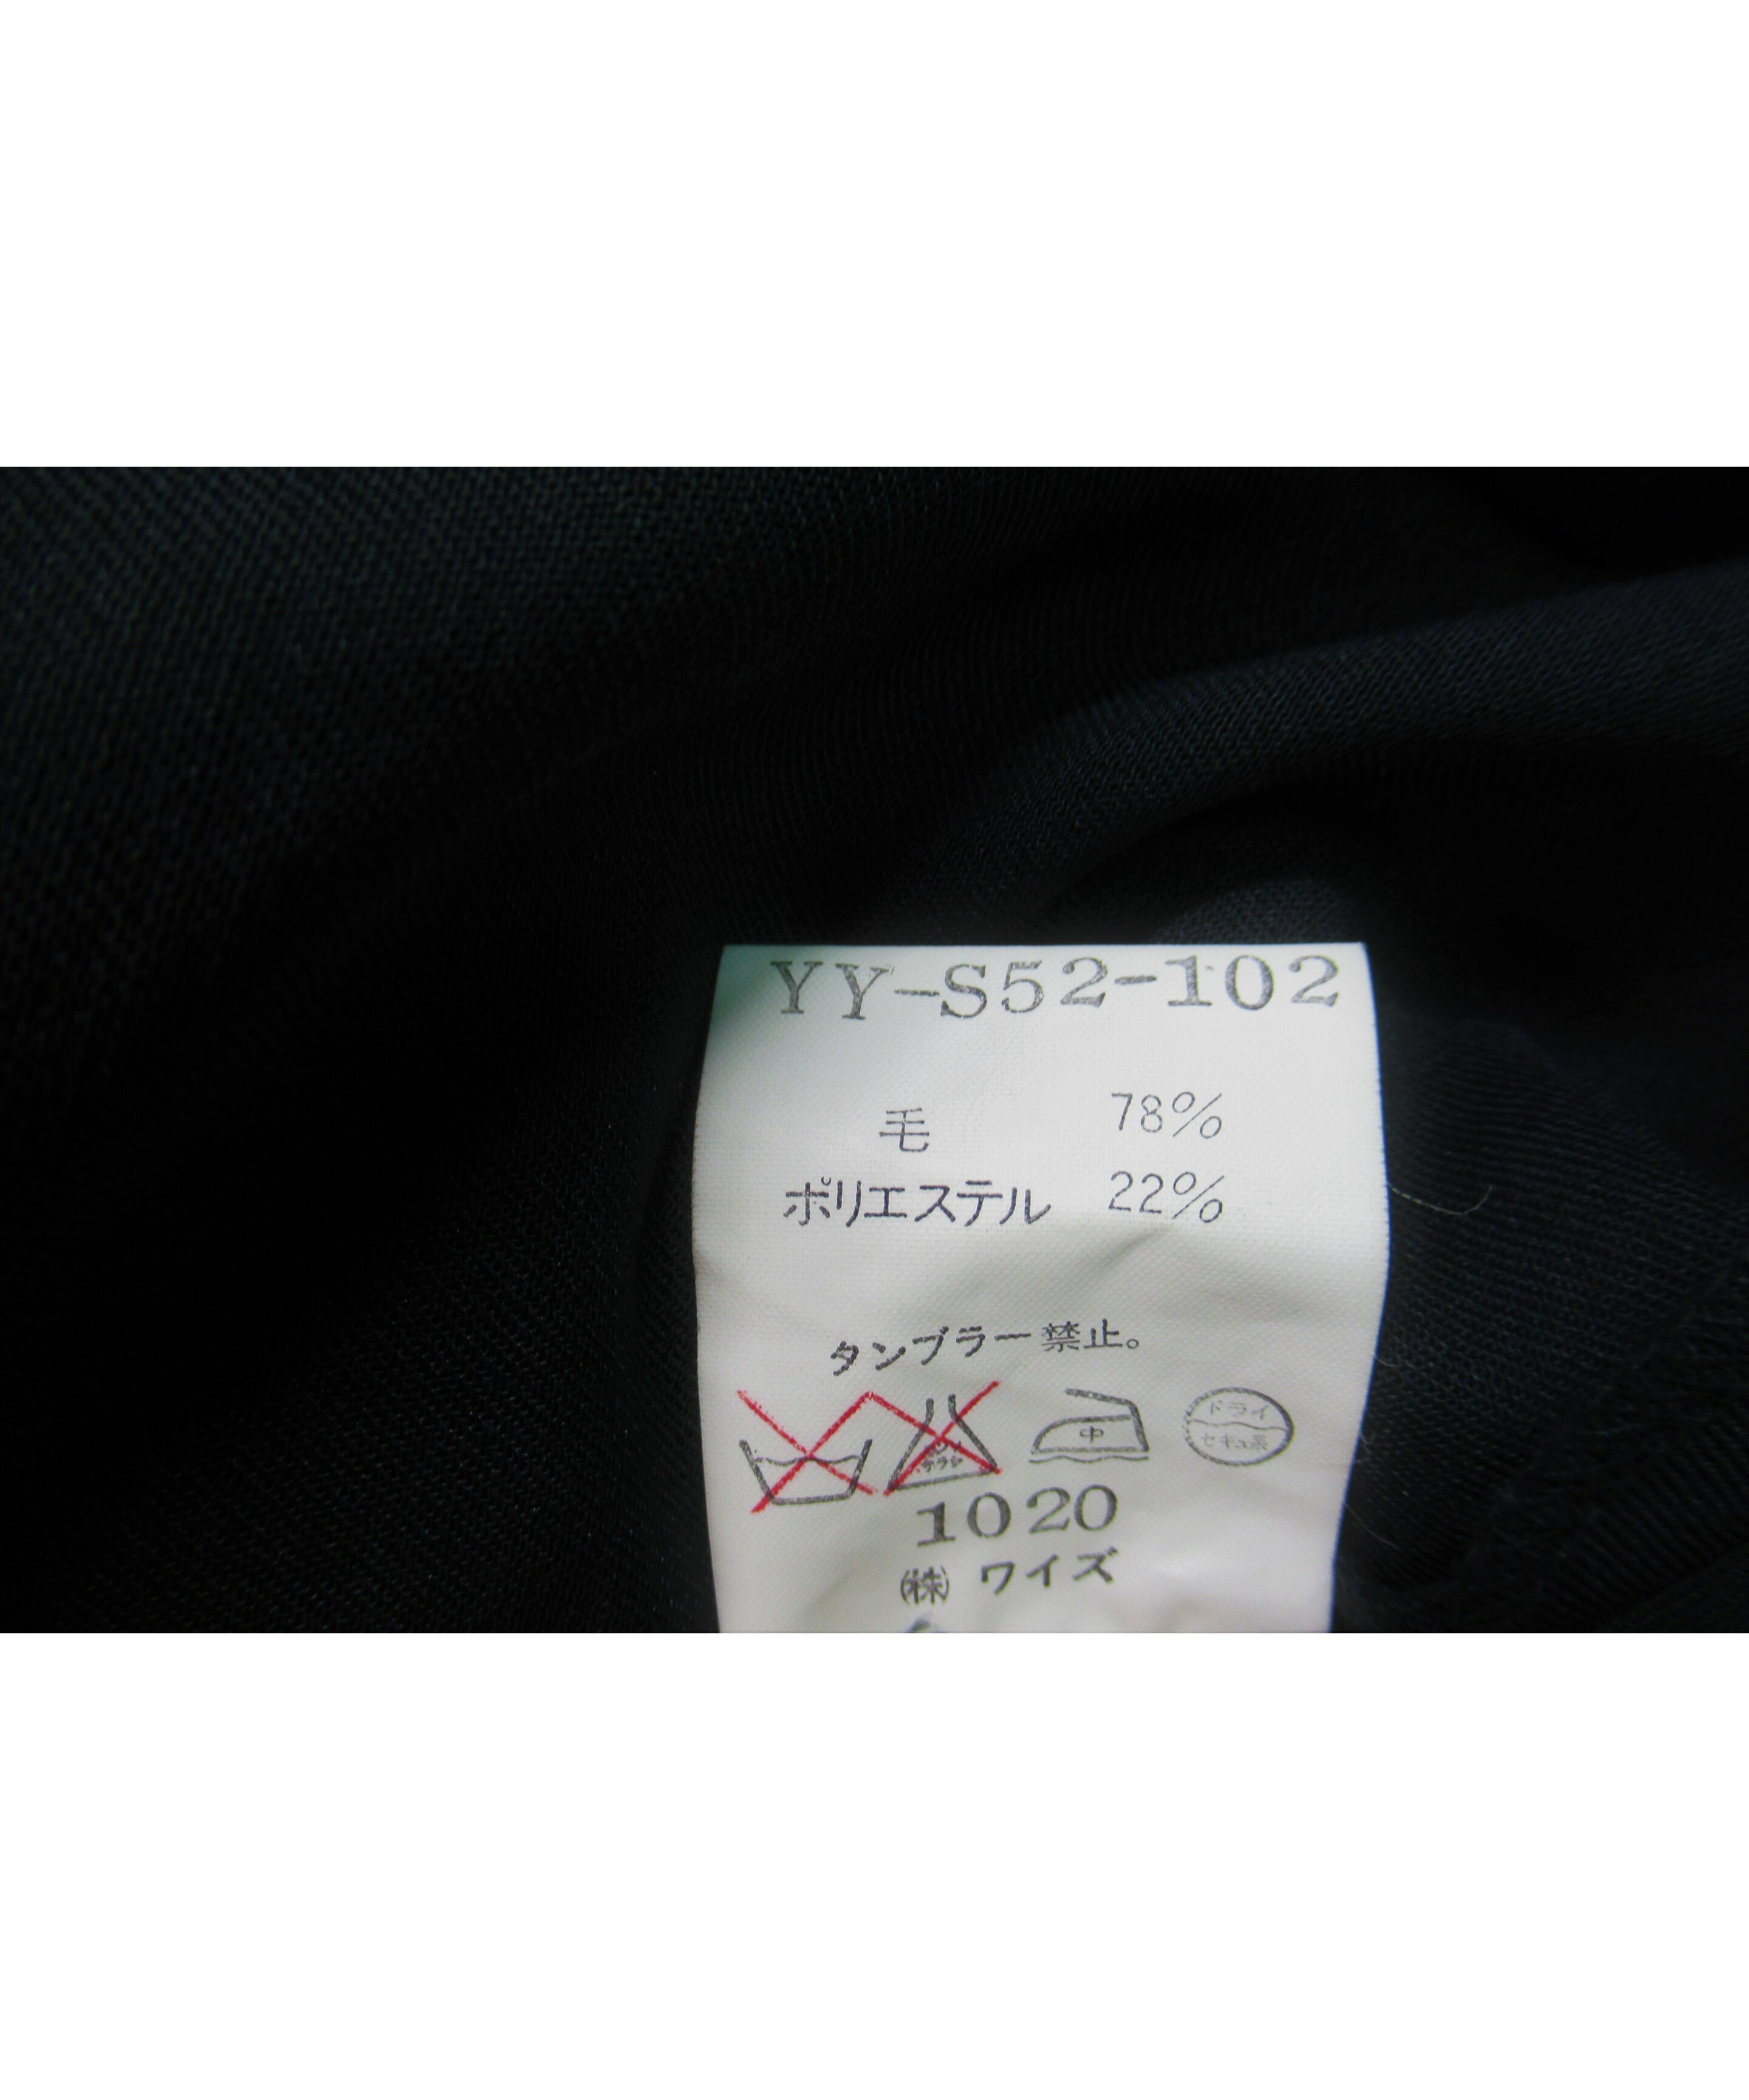 YY-S52-102
毛 78%
ポリエステル 22%
タンブラー禁止。
中 ドライ
セキュ系
1020
㈱ ワイズ